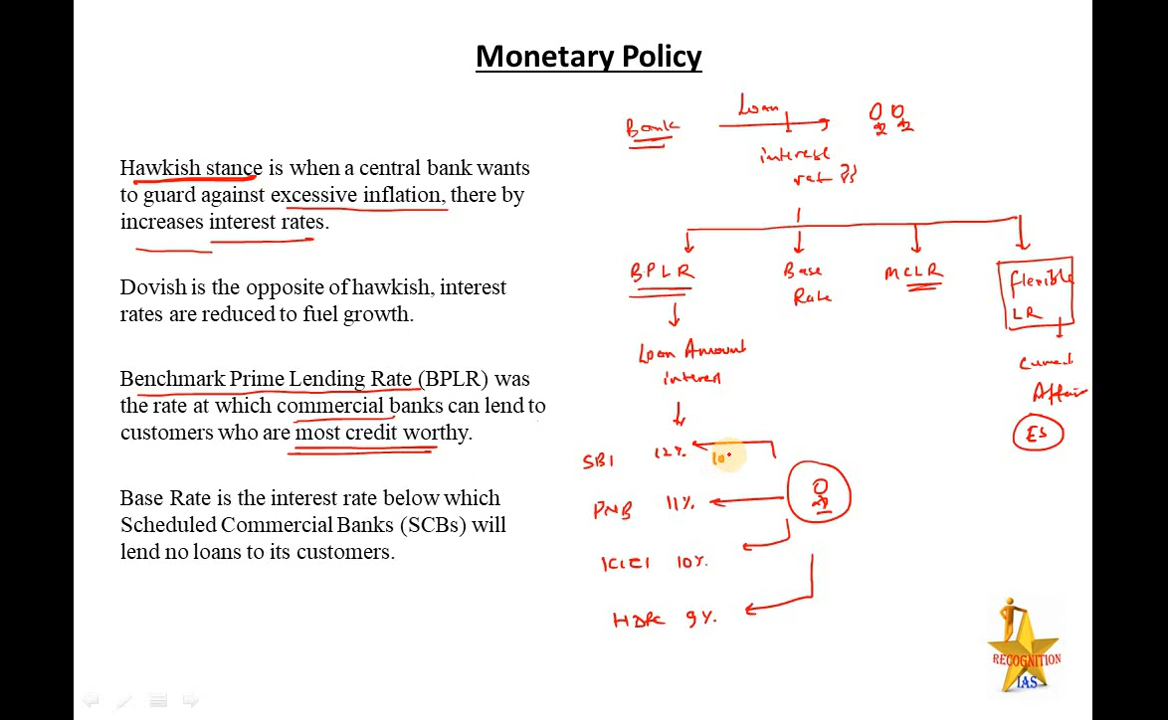 Monetary Policy
Hawkish stance is when a central bank wants
to guard against excessive inflation, there by
increases interest rates.
Dovish is the opposite of hawkish, interest
rates are reduced to fuel growth.
Benchmark Prime Lending Rate (BPLR) was
the rate at which commercial banks can lend to
customers who are most credit worthy.
Base Rate is the interest rate below which
Scheduled Commercial Banks (SCBs) will
lend no loans to its customers.
Bank
Loan
interest
rate ??
BPLR
Base
Rate
MCLR
flexible
LR
Loan Amount
interest
Current
Affair
ES
SBI 12%
PNB 11%
ICICI 10%
HDFC 9%
RECOGNITION
IAS